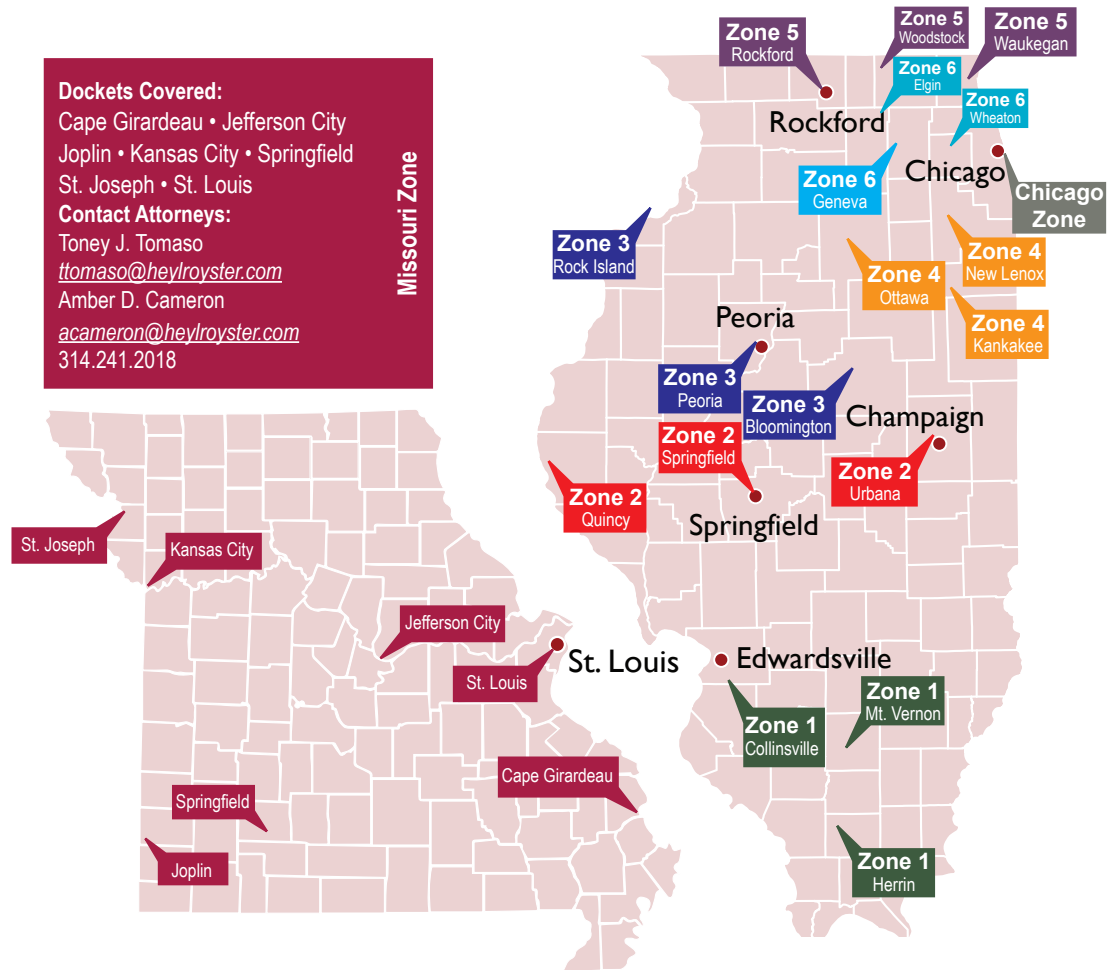 Dockets Covered:
Cape Girardeau • Jefferson City
Joplin • Kansas City • Springfield
St. Joseph • St. Louis
Contact Attorneys:
Toney J. Tomaso
ttomaso@heylroyster.com
Amber D. Cameron
acameron@heylroyster.com
314.241.2018
Missouri Zone
Zone 5
Rockford
Zone 5
Woodstock
Zone 5
Waukegan
Zone 6
Elgin
Zone 6
Wheaton
Rockford
Chicago
Zone 6
Geneva
Chicago
Zone
Zone 3
Rock Island
Zone 4
New Lenox
Zone 4
Ottawa
Zone 4
Kankakee
Peoria
Zone 3
Peoria
Zone 3
Bloomington
Champaign
Zone 2
Springfield
Zone 2
Urbana
Zone 2
Quincy
Springfield
St. Joseph
Kansas City
Jefferson City
St. Louis
St. Louis
Edwardsville
Zone 1
Mt. Vernon
Zone 1
Collinsville
Cape Girardeau
Springfield
Joplin
Zone 1
Herrin